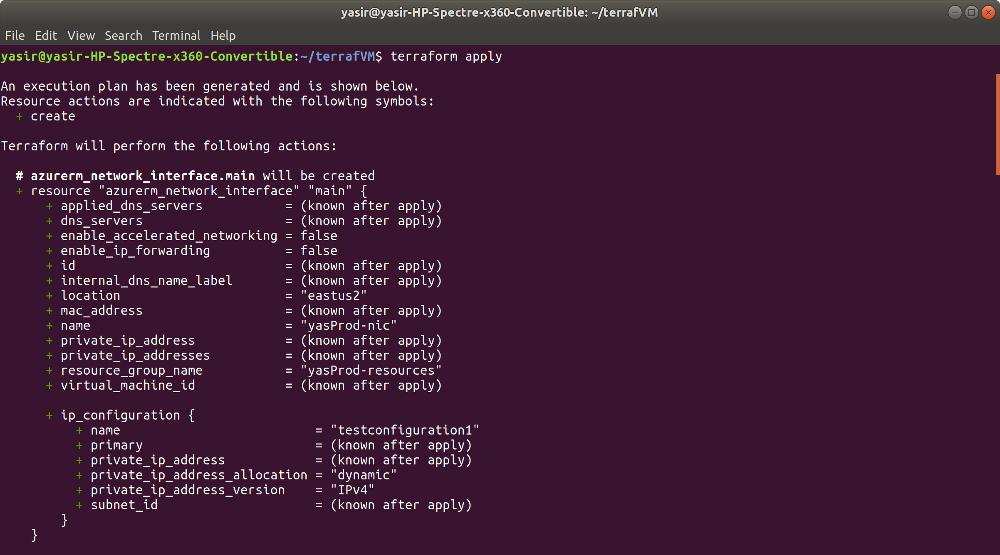 yasir@yasir-HP-Spectre-x360-Convertible: ~/terrafVM
File Edit View Search Terminal Help
yasir@yasir-HP-Spectre-x360-Convertible:~/terrafVM$ terraform apply
An execution plan has been generated and is shown below.
Resource actions are indicated with the following symbols:
  + create
Terraform will perform the following actions:
  # azurerm_network_interface.main will be created
  + resource "azurerm_network_interface" "main" {
      + applied_dns_servers           = (known after apply)
      + dns_servers                   = (known after apply)
      + enable_accelerated_networking = false
      + enable_ip_forwarding          = false
      + id                            = (known after apply)
      + internal_dns_name_label       = (known after apply)
      + location                      = "eastus2"
      + mac_address                   = (known after apply)
      + name                          = "yasProd-nic"
      + private_ip_address            = (known after apply)
      + private_ip_addresses          = (known after apply)
      + resource_group_name           = "yasProd-resources"
      + virtual_machine_id            = (known after apply)
      + ip_configuration {
          + name                          = "testconfiguration1"
          + primary                       = (known after apply)
          + private_ip_address            = (known after apply)
          + private_ip_address_allocation = "dynamic"
          + private_ip_address_version    = "IPv4"
          + subnet_id                     = (known after apply)
        }
    }